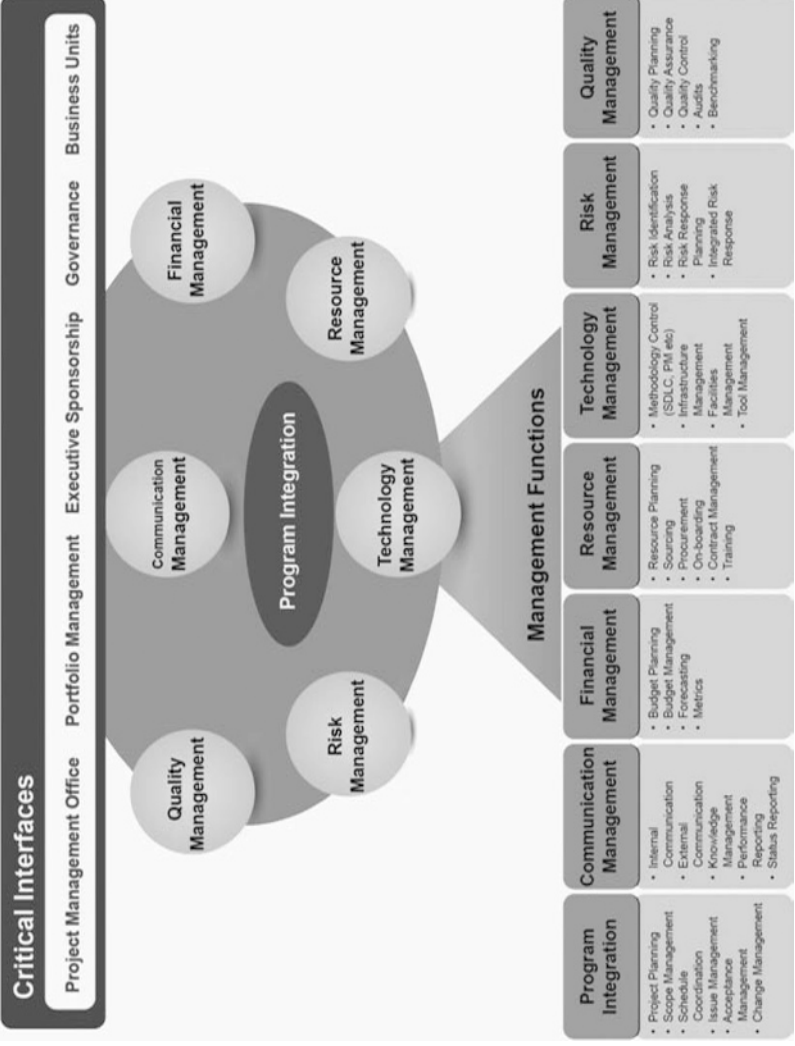 Critical Interfaces
Project Management Office Portfolio Management Executive Sponsorship Governance Business Units
Quality
Management
Communication
Management
Financial
Management
Program Integration
Risk
Management
Technology
Management
Resource
Management
Management Functions
Program
Integration
• Project Planning
• Scope Management
• Schedule
Coordination
• Issue Management
• Acceptance
Management
• Change Management
Communication
Management
• Internal
Communication
• External
Communication
• Knowledge
Management
• Performance
Reporting
• Status Reporting
Financial
Management
• Budget Planning
• Budget Management
• Forecasting
• Metrics
Resource
Management
• Resource Planning
• Sourcing
• Procurement
• On-boarding
• Contract Management
• Training
Technology
Management
• Methodology Control
(SDLC, PM etc)
• Infrastructure
Management
• Facilities
Management
• Tool Management
Risk
Management
• Risk Identification
• Risk Analysis
• Risk Response
Planning
• Integrated Risk
Response
Quality
Management
• Quality Planning
• Quality Assurance
• Quality Control
• Audits
• Benchmarking